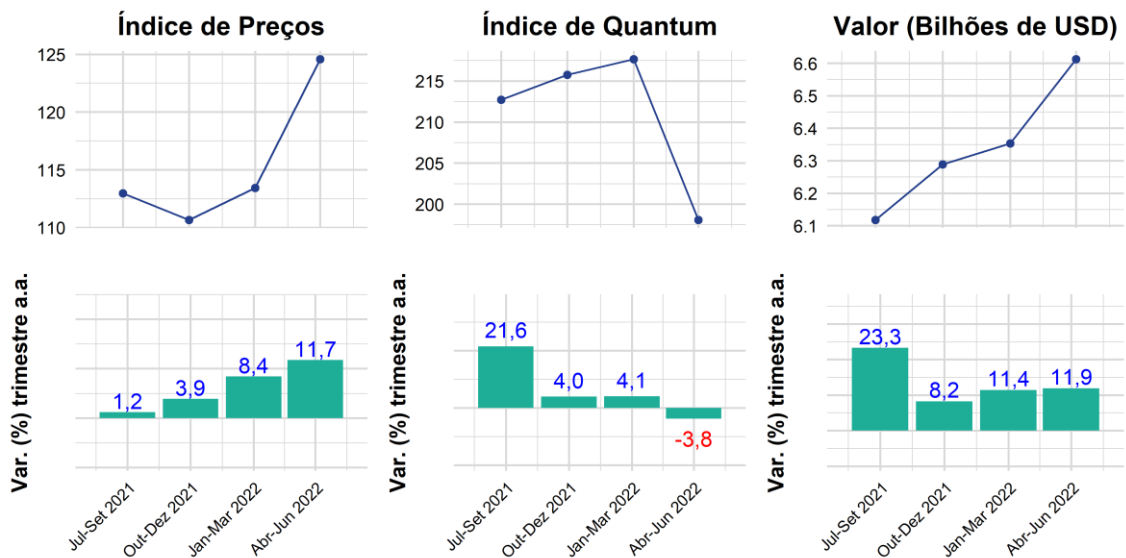 Índice de Preços
125
120
115
110
Índice de Quantum
215
210
205
200
Valor (Bilhões de USD)
6.6
6.5
6.4
6.3
6.2
6.1
Var. (%) trimestre a.a.
1,2
3,9
8,4
11,7
Jul-Set 2021
Out-Dez 2021
Jan-Mar 2022
Abr-Jun 2022
Var. (%) trimestre a.a.
21,6
4,0
4,1
-3,8
Jul-Set 2021
Out-Dez 2021
Jan-Mar 2022
Abr-Jun 2022
Var. (%) trimestre a.a.
23,3
8,2
11,4
11,9
Jul-Set 2021
Out-Dez 2021
Jan-Mar 2022
Abr-Jun 2022